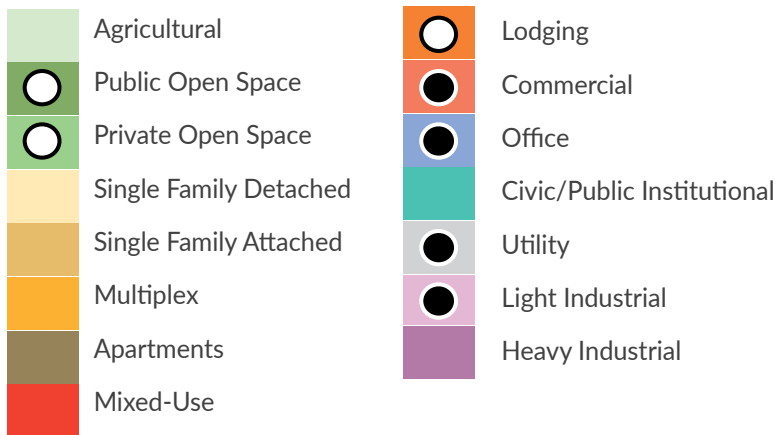 Agricultural
Public Open Space
Private Open Space
Single Family Detached
Single Family Attached
Multiplex
Apartments
Mixed-Use
Lodging
Commercial
Office
Civic/Public Institutional
Utility
Light Industrial
Heavy Industrial